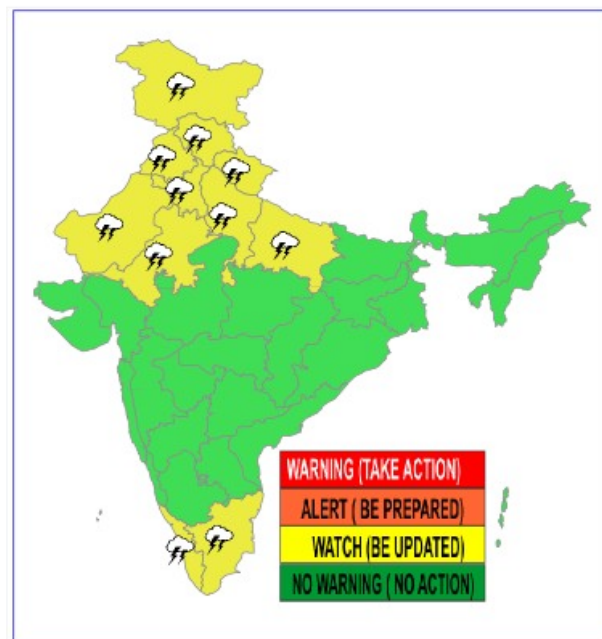 WARNING (TAKE ACTION)
ALERT ( BE PREPARED)
WATCH (BE UPDATED)
NO WARNING ( NO ACTION)